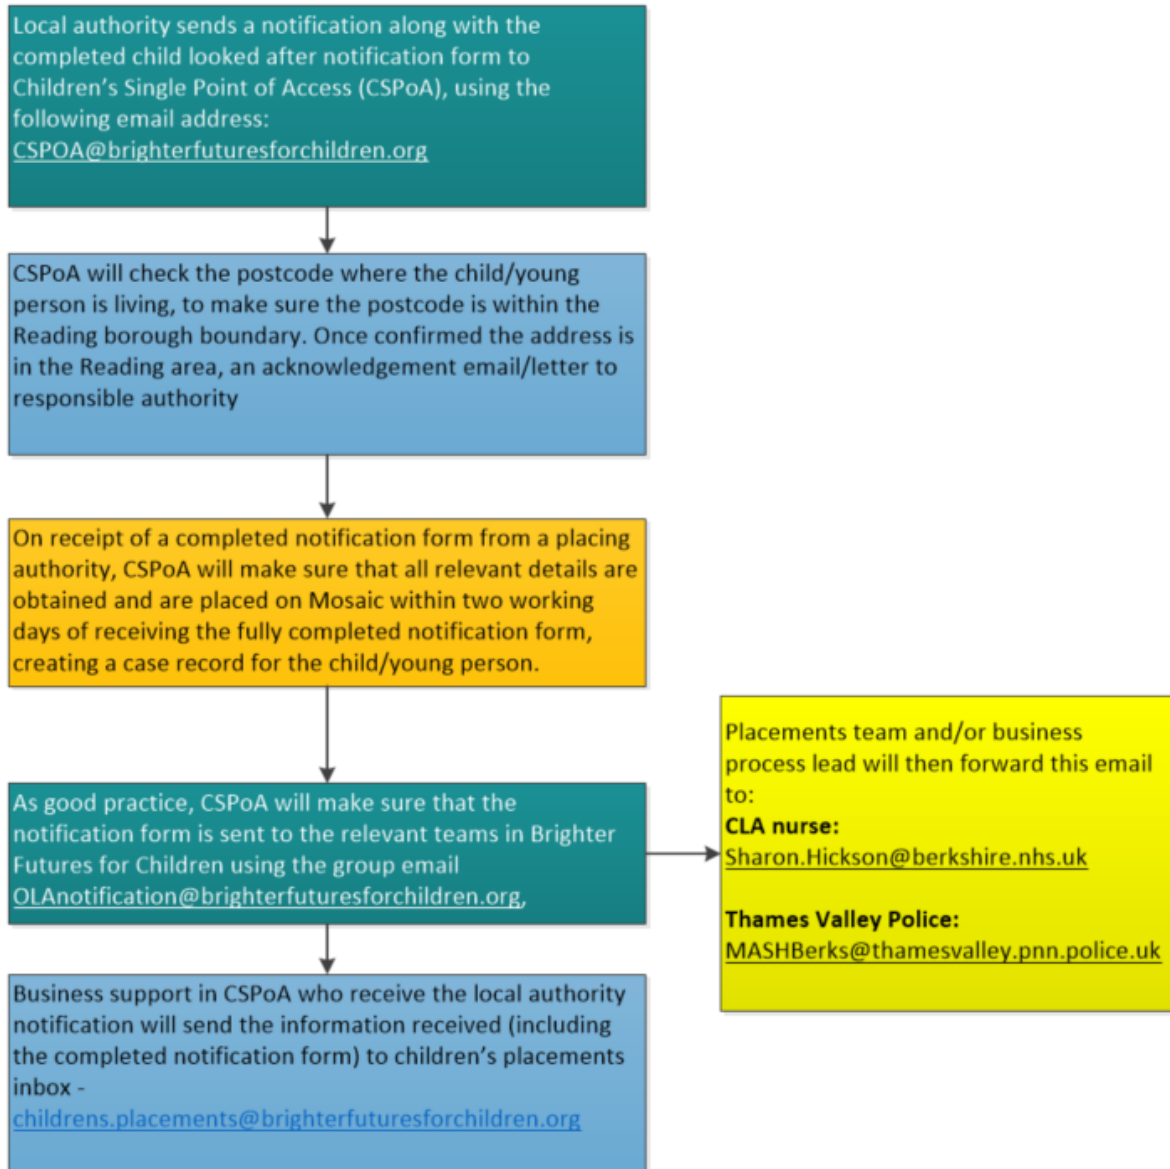 Local authority sends a notification along with the
completed child looked after notification form to
Children's Single Point of Access (CSPoA), using the
following email address:
CSPOA@brighterfuturesforchildren.org
CSPoA will check the postcode where the child/young
person is living, to make sure the postcode is within the
Reading borough boundary. Once confirmed the address is
in the Reading area, an acknowledgement email/letter to
responsible authority
On receipt of a completed notification form from a placing
authority, CSPoA will make sure that all relevant details are
obtained and are placed on Mosaic within two working
days of receiving the fully completed notification form,
creating a case record for the child/young person.
As good practice, CSPoA will make sure that the
notification form is sent to the relevant teams in Brighter
Futures for Children using the group email
OLAnotification@brighterfuturesforchildren.org,
Placements team and/or business
process lead will then forward this email
to:
CLA nurse:
Sharon.Hickson@berkshire.nhs.uk
Thames Valley Police:
MASHBerks@thamesvalley.pnn.police.uk
Business support in CSPoA who receive the local authority
notification will send the information received (including
the completed notification form) to children's placements
inbox -
childrens.placements@brighterfuturesforchildren.org